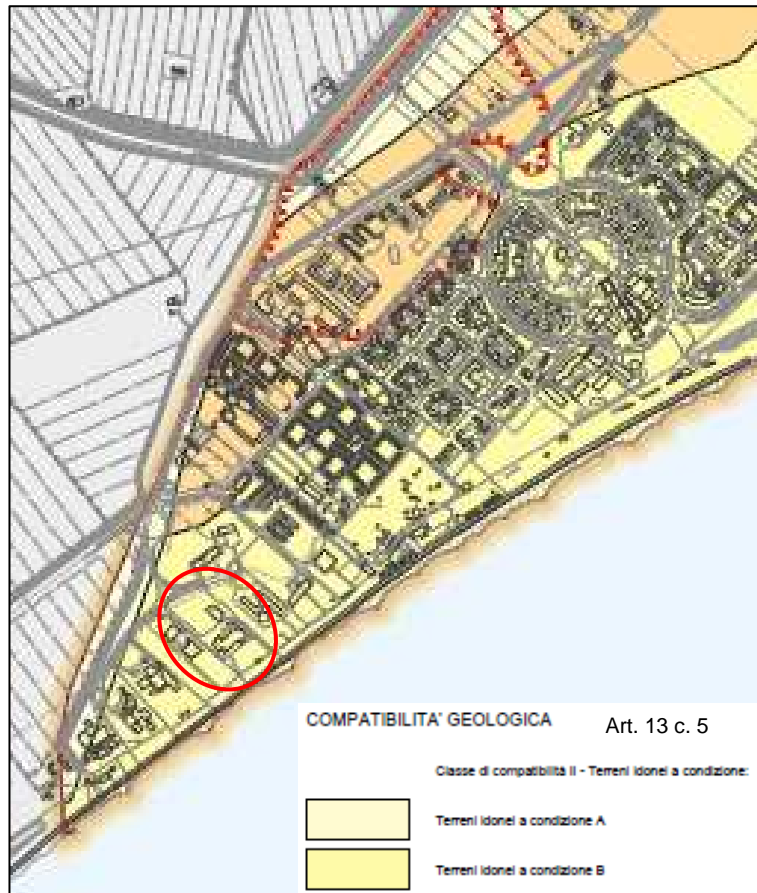 COMPATIBILITA' GEOLOGICA Art. 13 c. 5
Classe di compatibilità II - Terreni idonei a condizione:
Terreni idonei a condizione A
Terreni idonei a condizione B